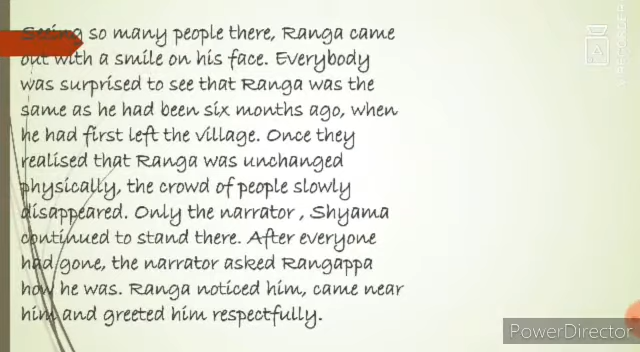 Seeing so many people there, Ranga came
out with a smile on his face. Everybody
was surprised to see that Ranga was the
same as he had been six months ago, when
he had first left the village. Once they
realised that Ranga was unchanged
physically, the crowd of people slowly
disappeared. Only the narrator , Shyama
continued to stand there. After everyone
had gone, the narrator asked Rangappa
how he was. Ranga noticed him, came near
him and greeted him respectfully.
PowerDirector